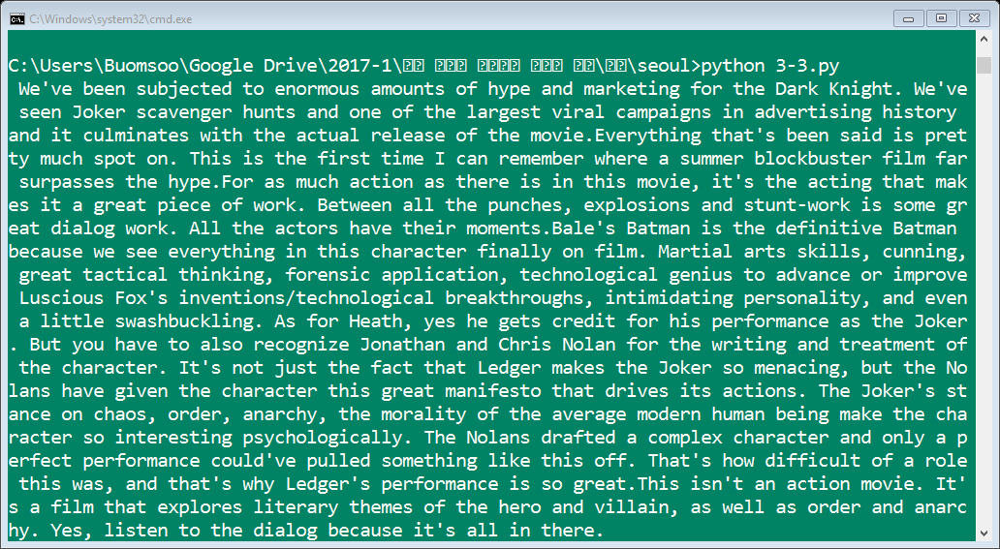 C:\Windows\system32\cmd.exe
C:\Users\Buomsoo\Google Drive\2017-1\ \ \seoul>python 3-3.py
 We've been subjected to enormous amounts of hype and marketing for the Dark Knight. We've
 seen Joker scavenger hunts and one of the largest viral campaigns in advertising history
and it culminates with the actual release of the movie.Everything that's been said is pret
ty much spot on. This is the first time I can remember where a summer blockbuster film far
 surpasses the hype.For as much action as there is in this movie, it's the acting that mak
es it a great piece of work. Between all the punches, explosions and stunt-work is some gr
eat dialog work. All the actors have their moments.Bale's Batman is the definitive Batman
because we see everything in this character finally on film. Martial arts skills, cunning,
 great tactical thinking, forensic application, technological genius to advance or improve
 Luscious Fox's inventions/technological breakthroughs, intimidating personality, and even
 a little swashbuckling. As for Heath, yes he gets credit for his performance as the Joker
. But you have to also recognize Jonathan and Chris Nolan for the writing and treatment of
 the character. It's not just the fact that Ledger makes the Joker so menacing, but the No
lans have given the character this great manifesto that drives its actions. The Joker's st
ance on chaos, order, anarchy, the morality of the average modern human being make the cha
racter so interesting psychologically. The Nolans drafted a complex character and only a p
erfect performance could've pulled something like this off. That's how difficult of a role
 this was, and that's why Ledger's performance is so great.This isn't an action movie. It'
s a film that explores literary themes of the hero and villain, as well as order and anarc
hy. Yes, listen to the dialog because it's all in there.